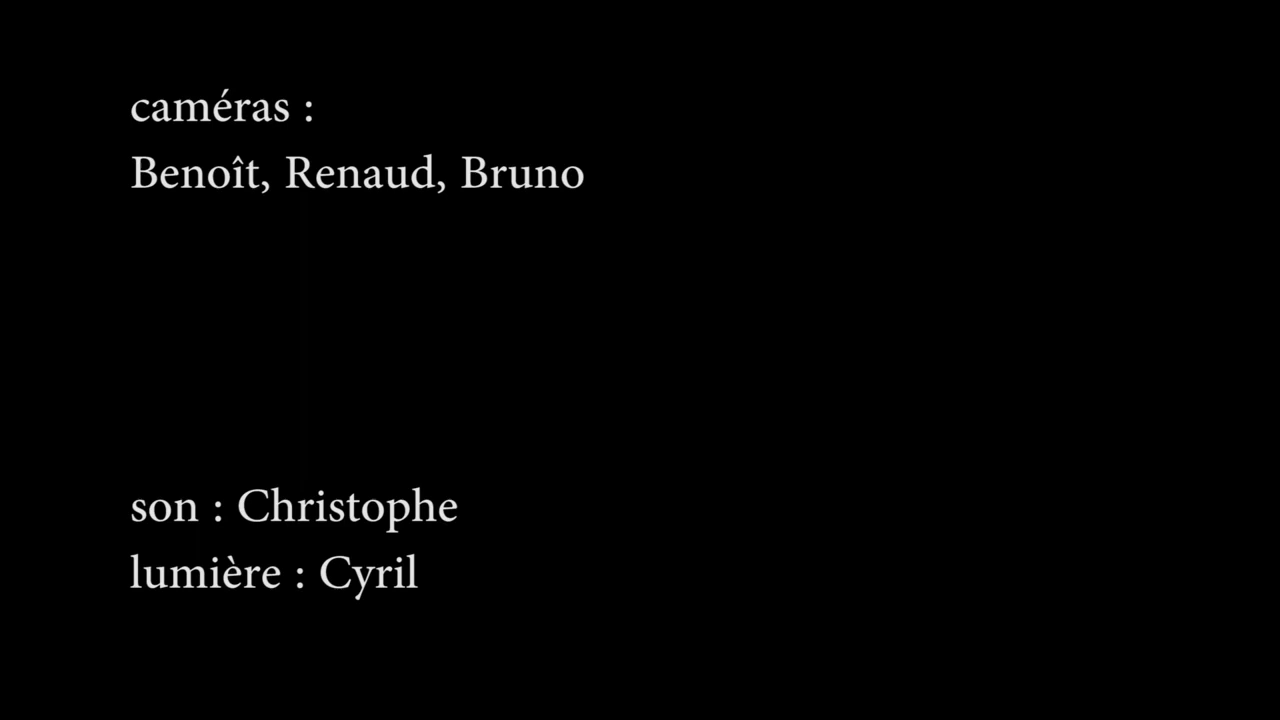 caméras :
Benoît, Renaud, Bruno
son : Christophe
lumière : Cyril